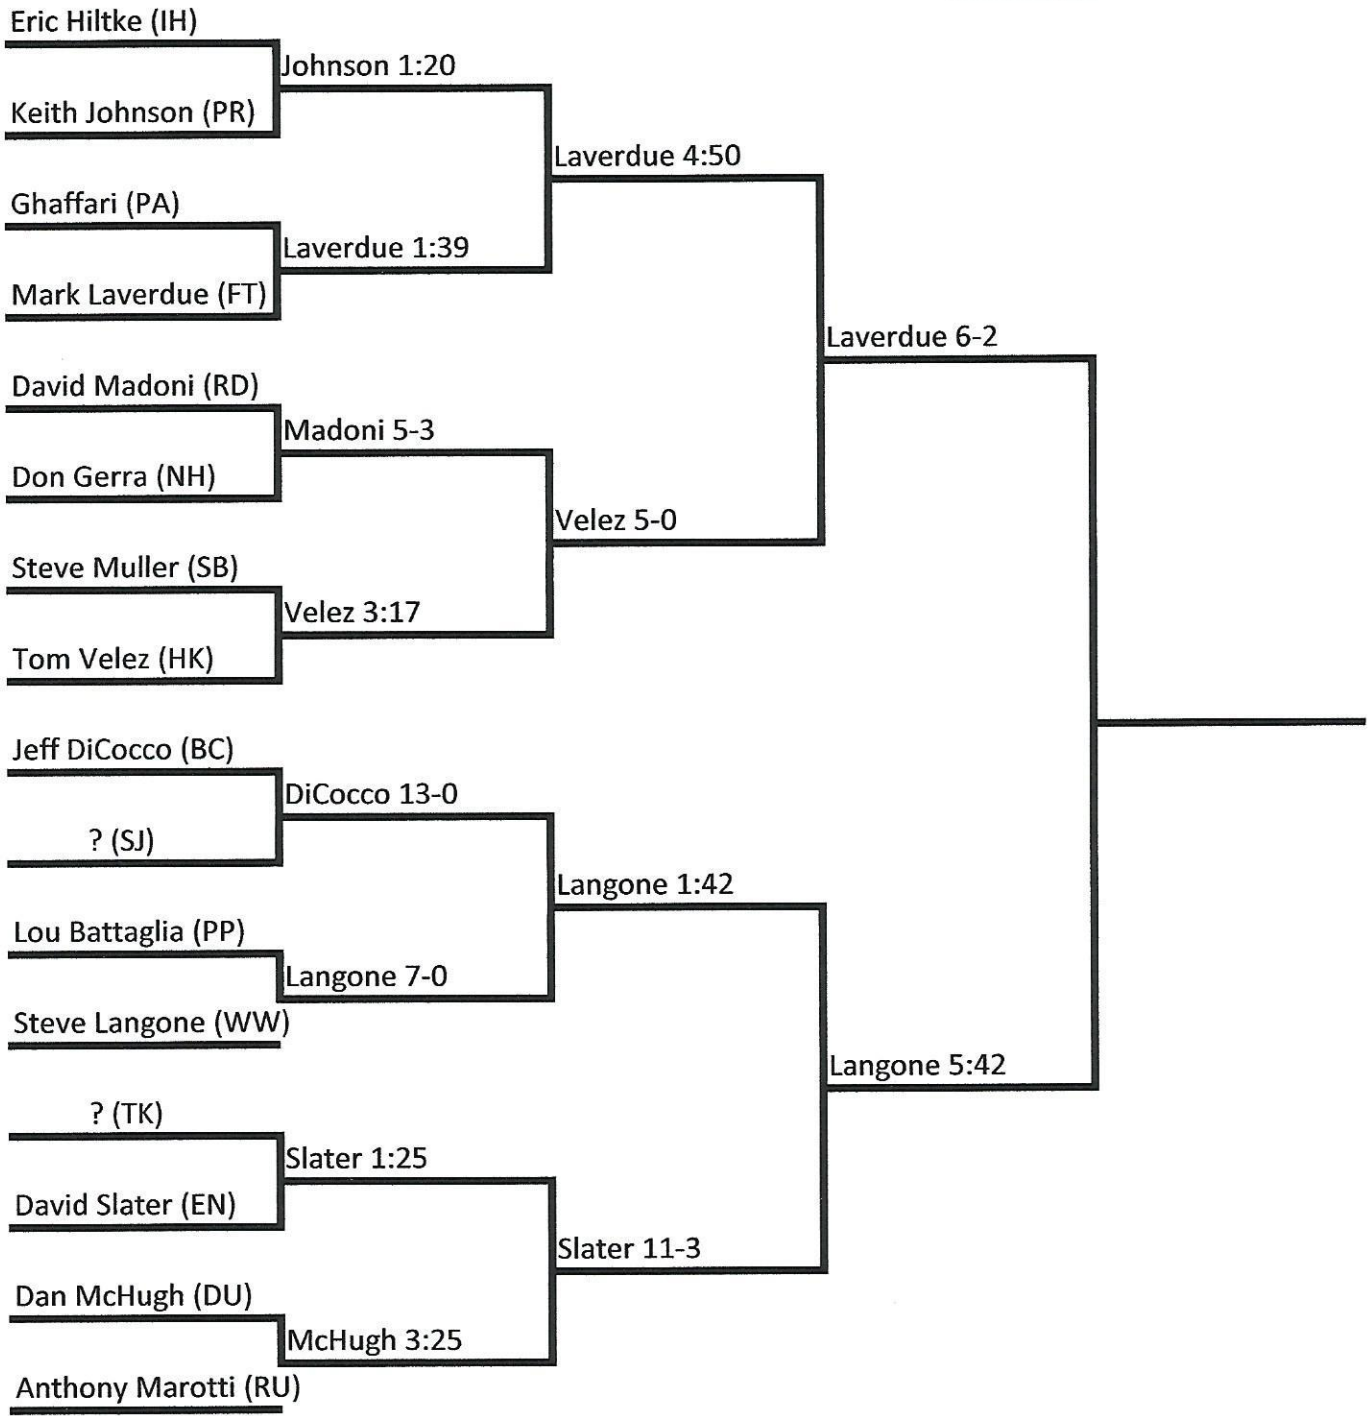 Eric Hiltke (IH)
Johnson 1:20
Keith Johnson (PR)
Laverdue 4:50
Ghaffari (PA)
Laverdue 1:39
Mark Laverdue (FT)
Laverdue 6-2
David Madoni (RD)
Madoni 5-3
Don Gerra (NH)
Velez 5-0
Steve Muller (SB)
Velez 3:17
Tom Velez (HK)
Jeff DiCocco (BC)
DiCocco 13-0
? (SJ)
Langone 1:42
Lou Battaglia (PP)
Langone 7-0
Steve Langone (WW)
Langone 5:42
? (TK)
Slater 1:25
David Slater (EN)
Slater 11-3
Dan McHugh (DU)
McHugh 3:25
Anthony Marotti (RU)